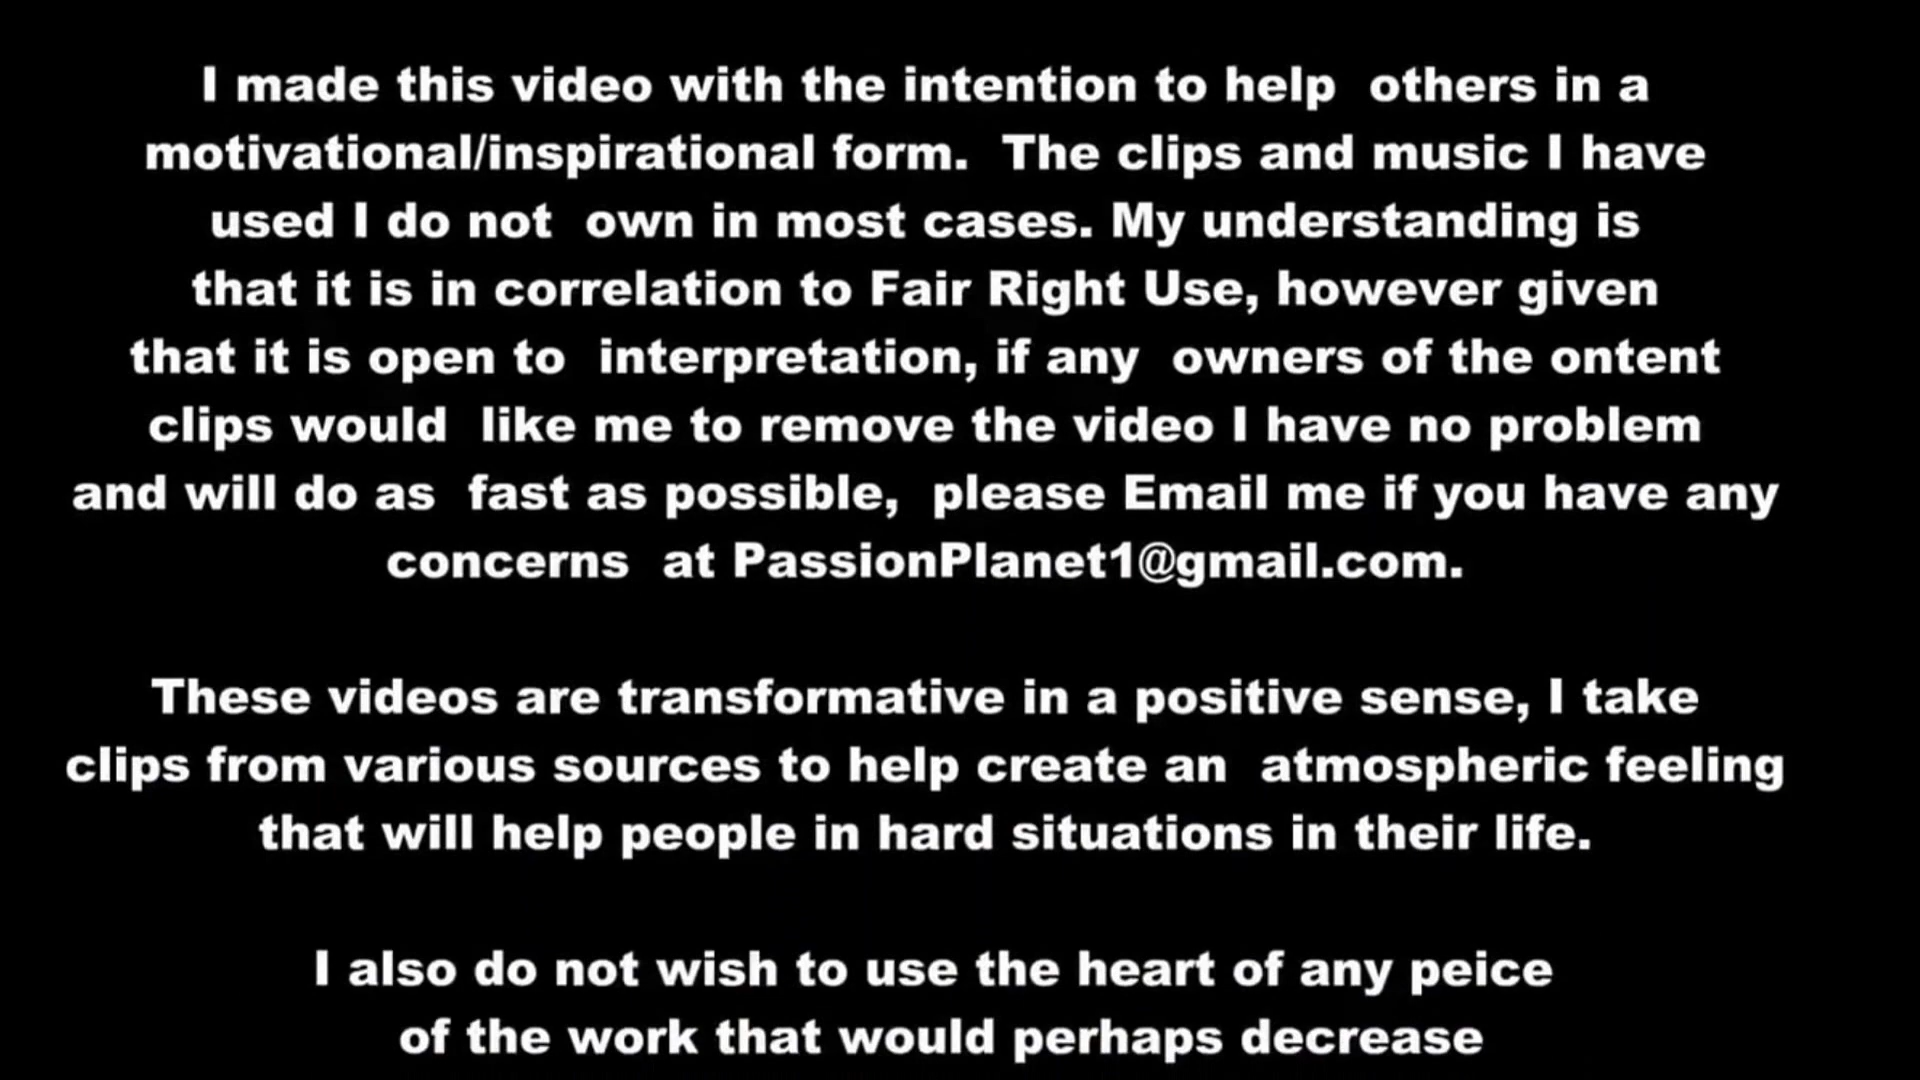 I made this video with the intention to help  others in a
motivational/inspirational form.  The clips and music I have
used I do not  own in most cases. My understanding is
that it is in correlation to Fair Right Use, however given
that it is open to  interpretation, if any  owners of the ontent
clips would  like me to remove the video I have no problem
and will do as  fast as possible,  please Email me if you have any
concerns  at PassionPlanet1@gmail.com.
These videos are transformative in a positive sense, I take
clips from various sources to help create an  atmospheric feeling
that will help people in hard situations in their life.
I also do not wish to use the heart of any peice
of the work that would perhaps decrease